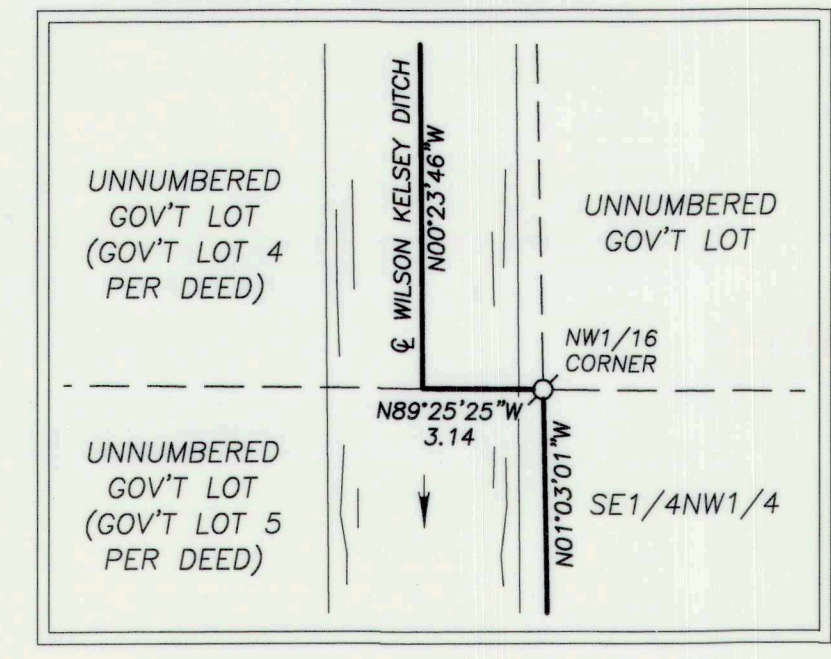 UNNUMBERED
GOV'T LOT
(GOV'T LOT 4
PER DEED)
℄ WILSON KELSEY DITCH
N00°23'46"W
UNNUMBERED
GOV'T LOT
NW1/16
CORNER
N89°25'25"W
3.14
UNNUMBERED
GOV'T LOT
(GOV'T LOT 5
PER DEED)
N01°03'01"W
SE1/4NW1/4